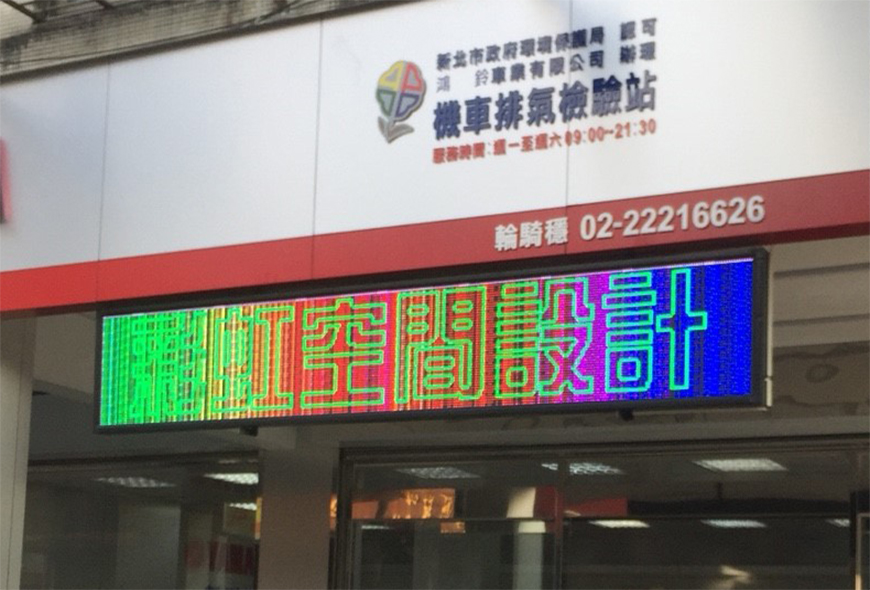 新北市政府環境保護局 認可
鴻鈴車業有限公司 辦理
機車排氣檢驗站
服務時間:週一至週六09:00~21:30
輪騎穩 02-22216626
彩虹空間設計